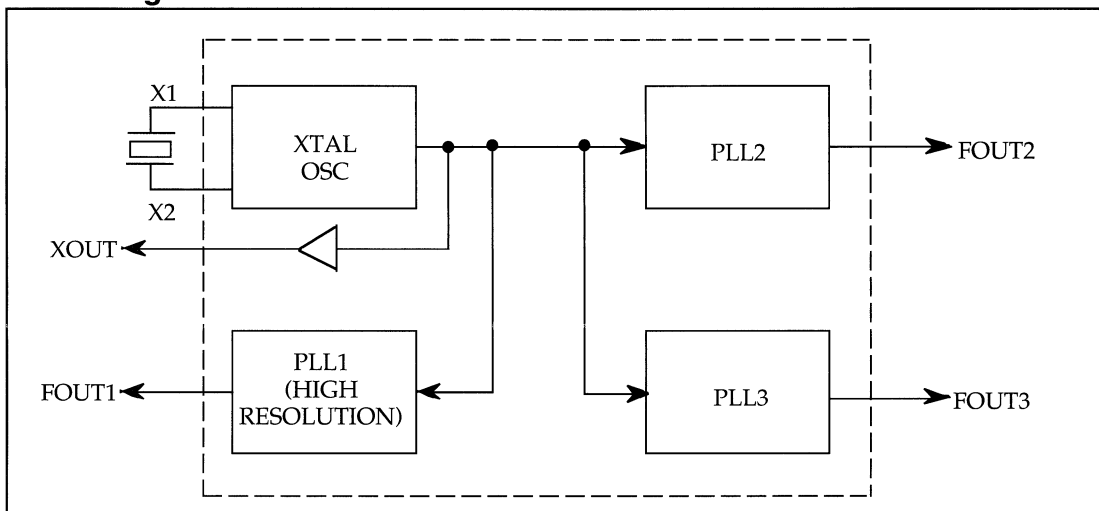 X1
XTAL
OSC
PLL2
FOUT2
X2
XOUT
PLL1
(HIGH
RESOLUTION)
FOUT1
PLL3
FOUT3